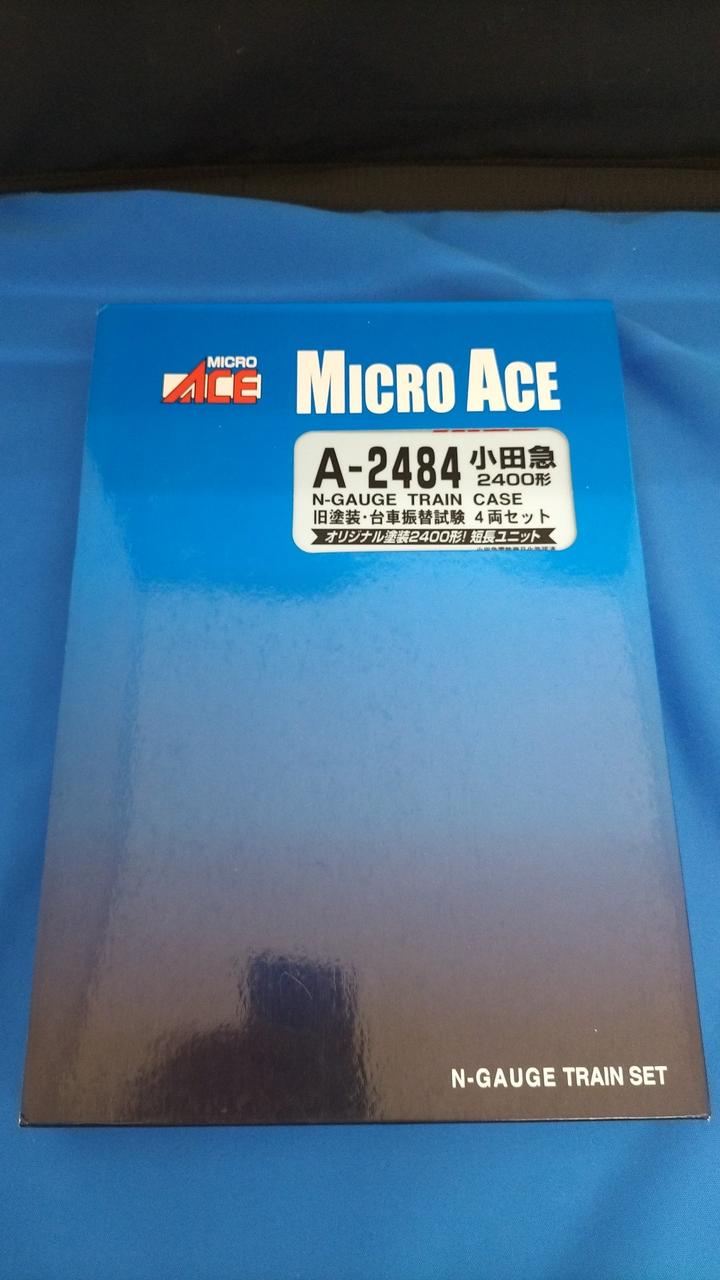 MICRO
ACE
MICRO ACE
A-2484 小田急
2400形
N-GAUGE TRAIN CASE
旧塗装・台車振替試験 4両セット
オリジナル塗装2400形! 短長ユニット
N-GAUGE TRAIN SET